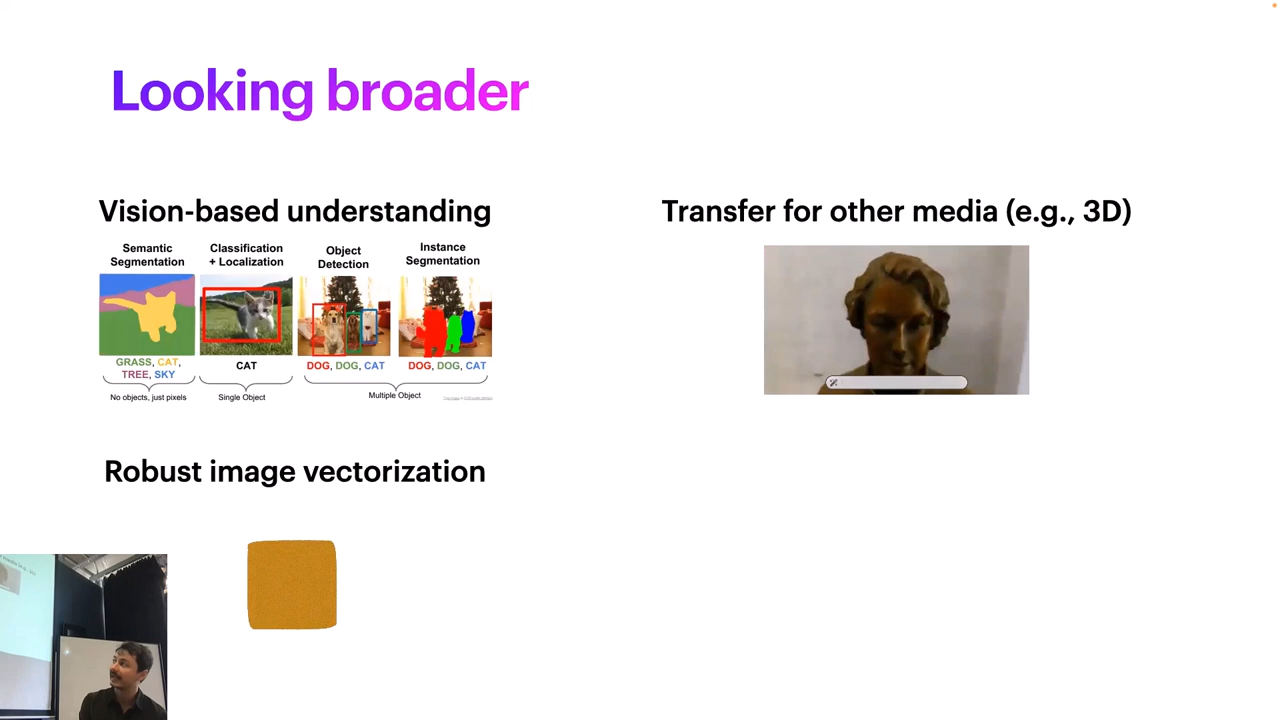 Looking broader
Vision-based understanding
Semantic
Segmentation
Classification
+ Localization
Object
Detection
Instance
Segmentation
GRASS, CAT,
TREE, SKY
CAT
DOG, DOG, CAT
DOG, DOG, CAT
No objects, just pixels
Single Object
Multiple Object
Transfer for other media (e.g., 3D)
Robust image vectorization